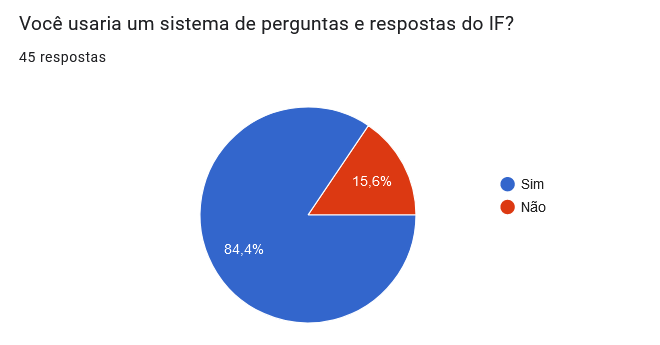 Você usaria um sistema de perguntas e respostas do IF?
45 respostas
15,6%
84,4%
Sim
Não